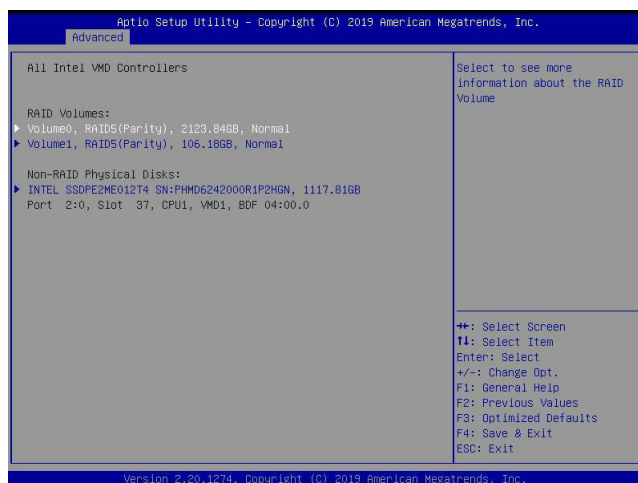 Aptio Setup Utility – Copyright (C) 2019 American Megatrends, Inc.
Advanced
All Intel VMD Controllers
RAID Volumes:
Volume0, RAID5(Parity), 2123.84GB, Normal
Volume1, RAID5(Parity), 106.18GB, Normal
Non-RAID Physical Disks:
INTEL SSDPE2ME012T4 SN:PHMD6242000R1P2HGN, 1117.81GB
Port 2:0, Slot 37, CPU1, VMD1, BDF 04:00.0
Select to see more
information about the RAID
Volume
→←: Select Screen
↑↓: Select Item
Enter: Select
+/-: Change Opt.
F1: General Help
F2: Previous Values
F3: Optimized Defaults
F4: Save & Exit
ESC: Exit
Version 2.20.1274. Copyright (C) 2019 American Megatrends, Inc.